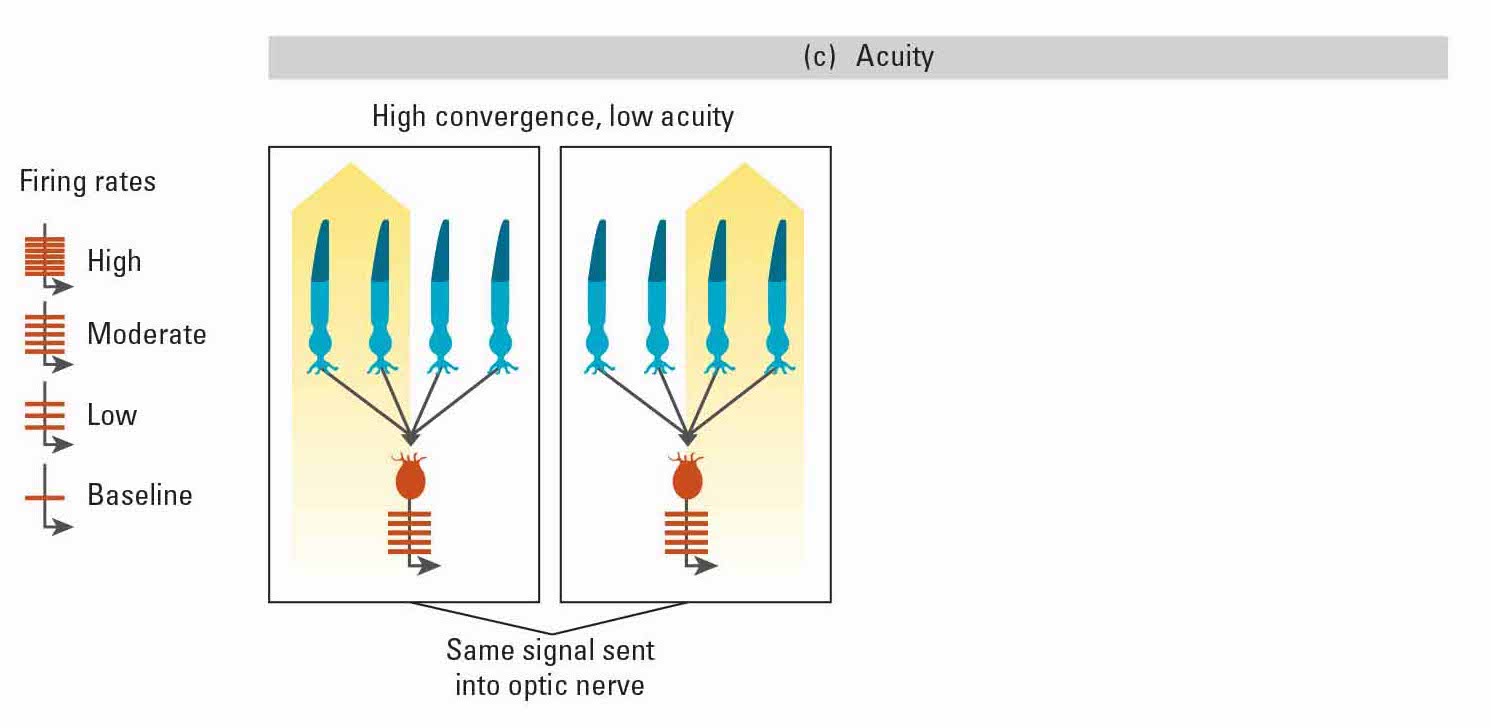 (c) Acuity
High convergence, low acuity
Firing rates
High
Moderate
Low
Baseline
Same signal sent
into optic nerve